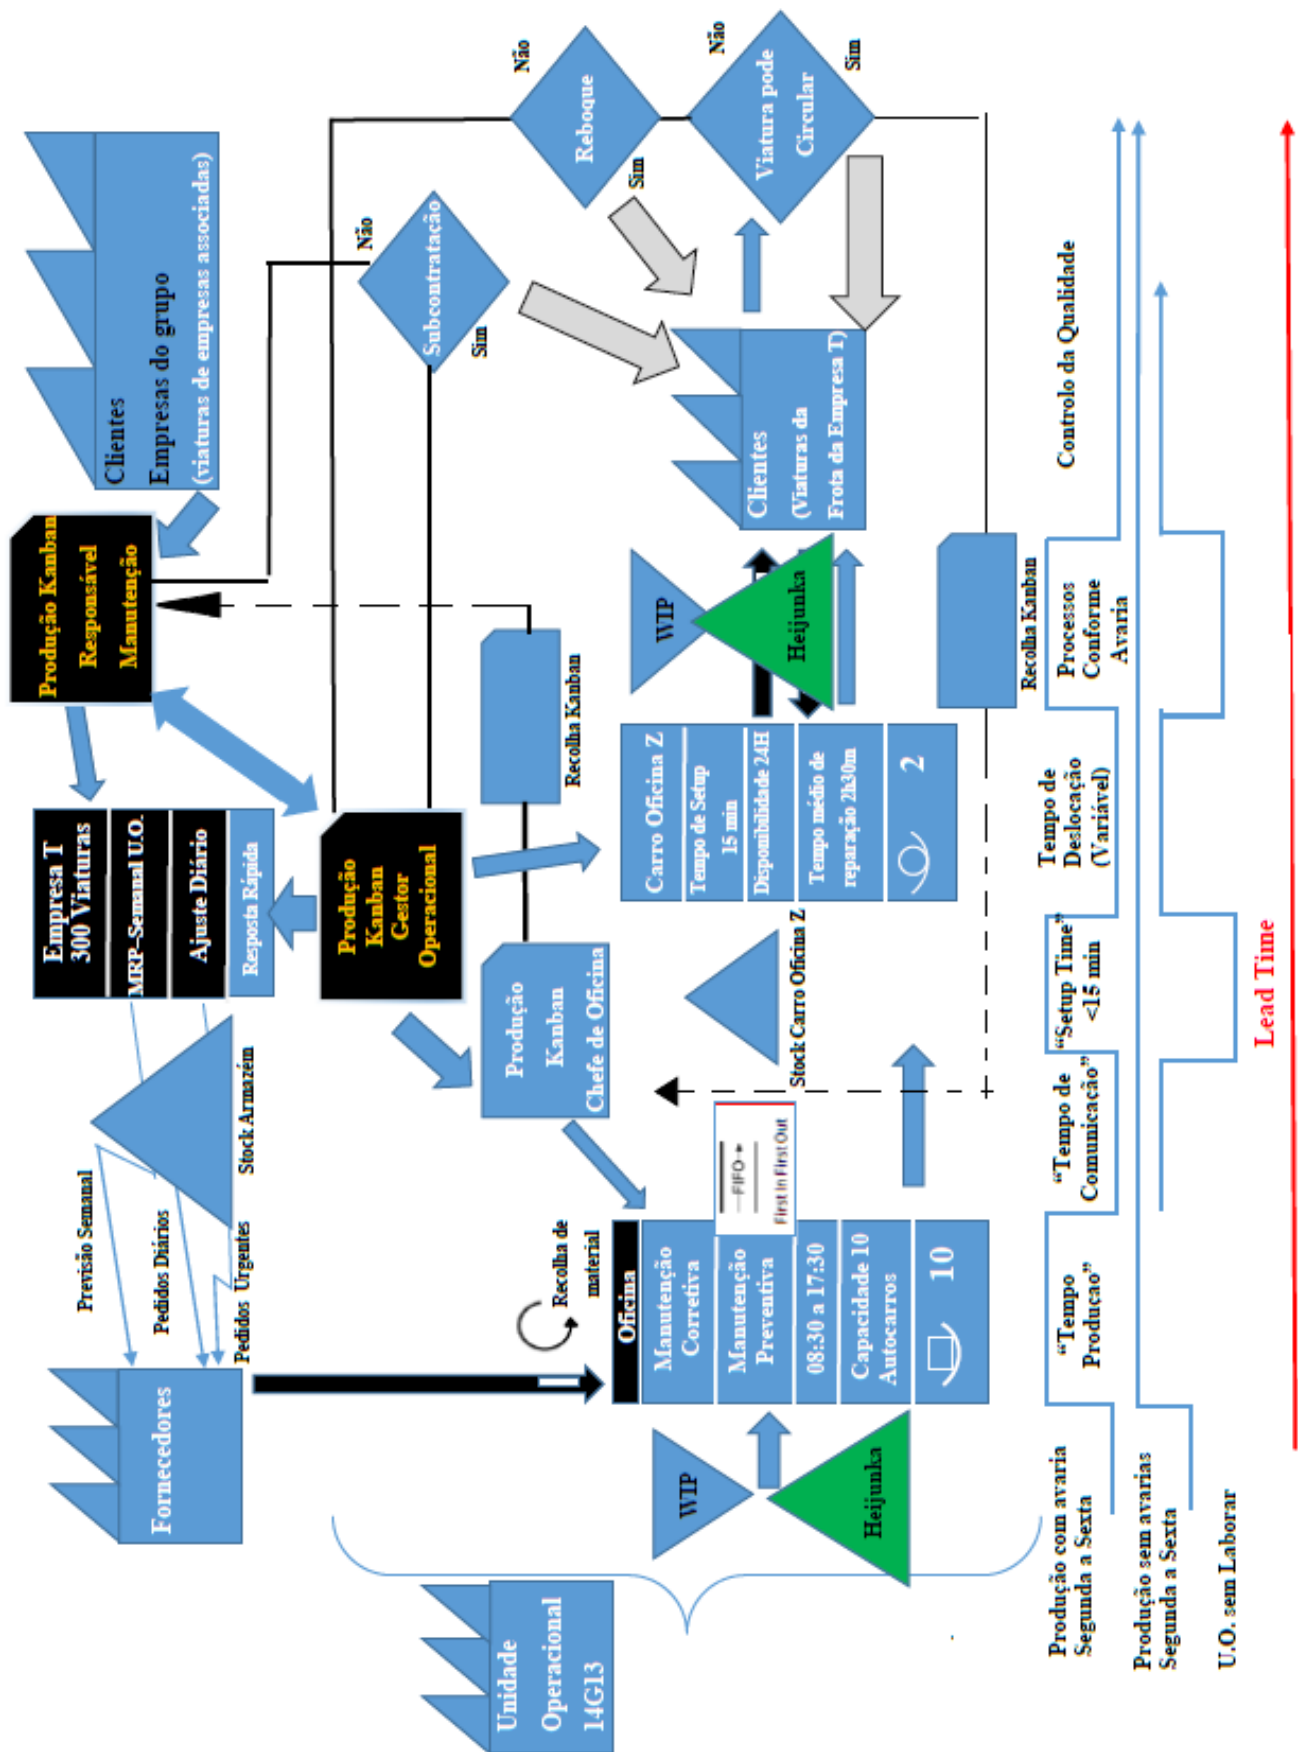 Fornecedores
Previsão Semanal
Pedidos Diários
Pedidos Urgentes
Stock Armazém
Empresa T
300 Viaturas
MRP–Semanal U.O.
Ajuste Diário
Resposta Rápida
Produção Kanban
Responsável
Manutenção
Clientes
Empresas do grupo
(viaturas de empresas associadas)
Unidade
Operacional
14G13
Recolha de
material
Produção
Kanban
Gestor
Operacional
Produção
Kanban
Chefe de Oficina
Recolha Kanban
Subcontratação
Não
Sim
Reboque
Não
Sim
Viatura pode
Circular
Não
Sim
WIP
Heijunka
Oficina
Manutenção
Corretiva
Manutenção
Preventiva
08:30 a 17:30
Capacidade 10
Autocarros
10
FIFO
First in First Out
Stock Carro Oficina Z
Carro Oficina Z
Tempo de Setup
15 min
Disponibilidade 24H
Tempo médio de
reparação 2h30m
2
WIP
Heijunka
Clientes
(Viaturas da
Frota da Empresa T)
Recolha Kanban
Produção com avaria
Segunda a Sexta
“Tempo
Produçao”
“Tempo de
Comunicação”
“Setup Time”
<15 min
Tempo de
Deslocação
(Variável)
Processos
Conforme
Avaria
Controlo da Qualidade
Produção sem avarias
Segunda a Sexta
U.O. sem Laborar
Lead Time